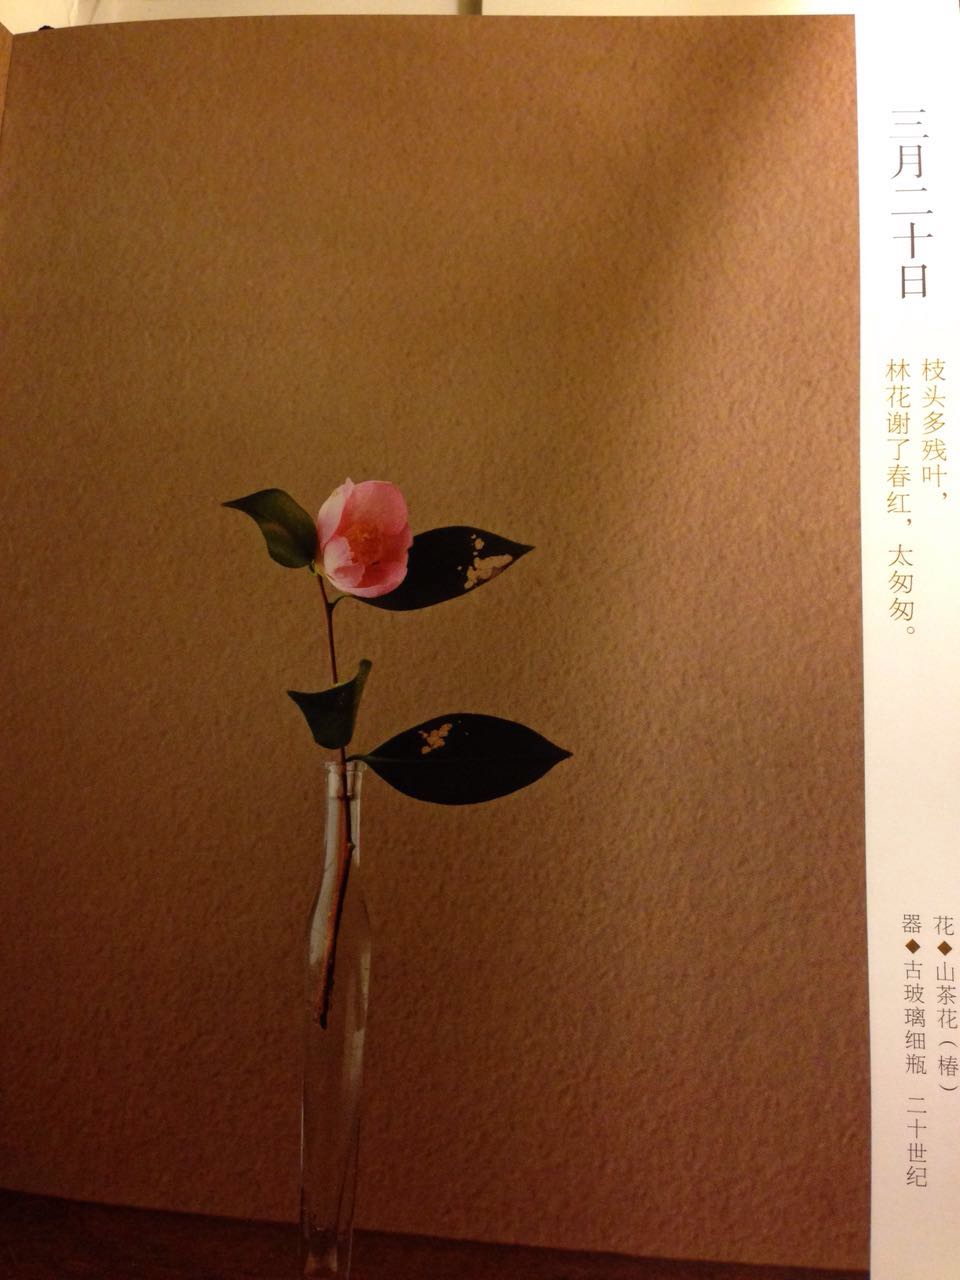 三月二十日
枝头多残叶，
林花谢了春红，太匆匆。
花◆山茶花（椿）
器◆古玻璃细瓶 二十世纪